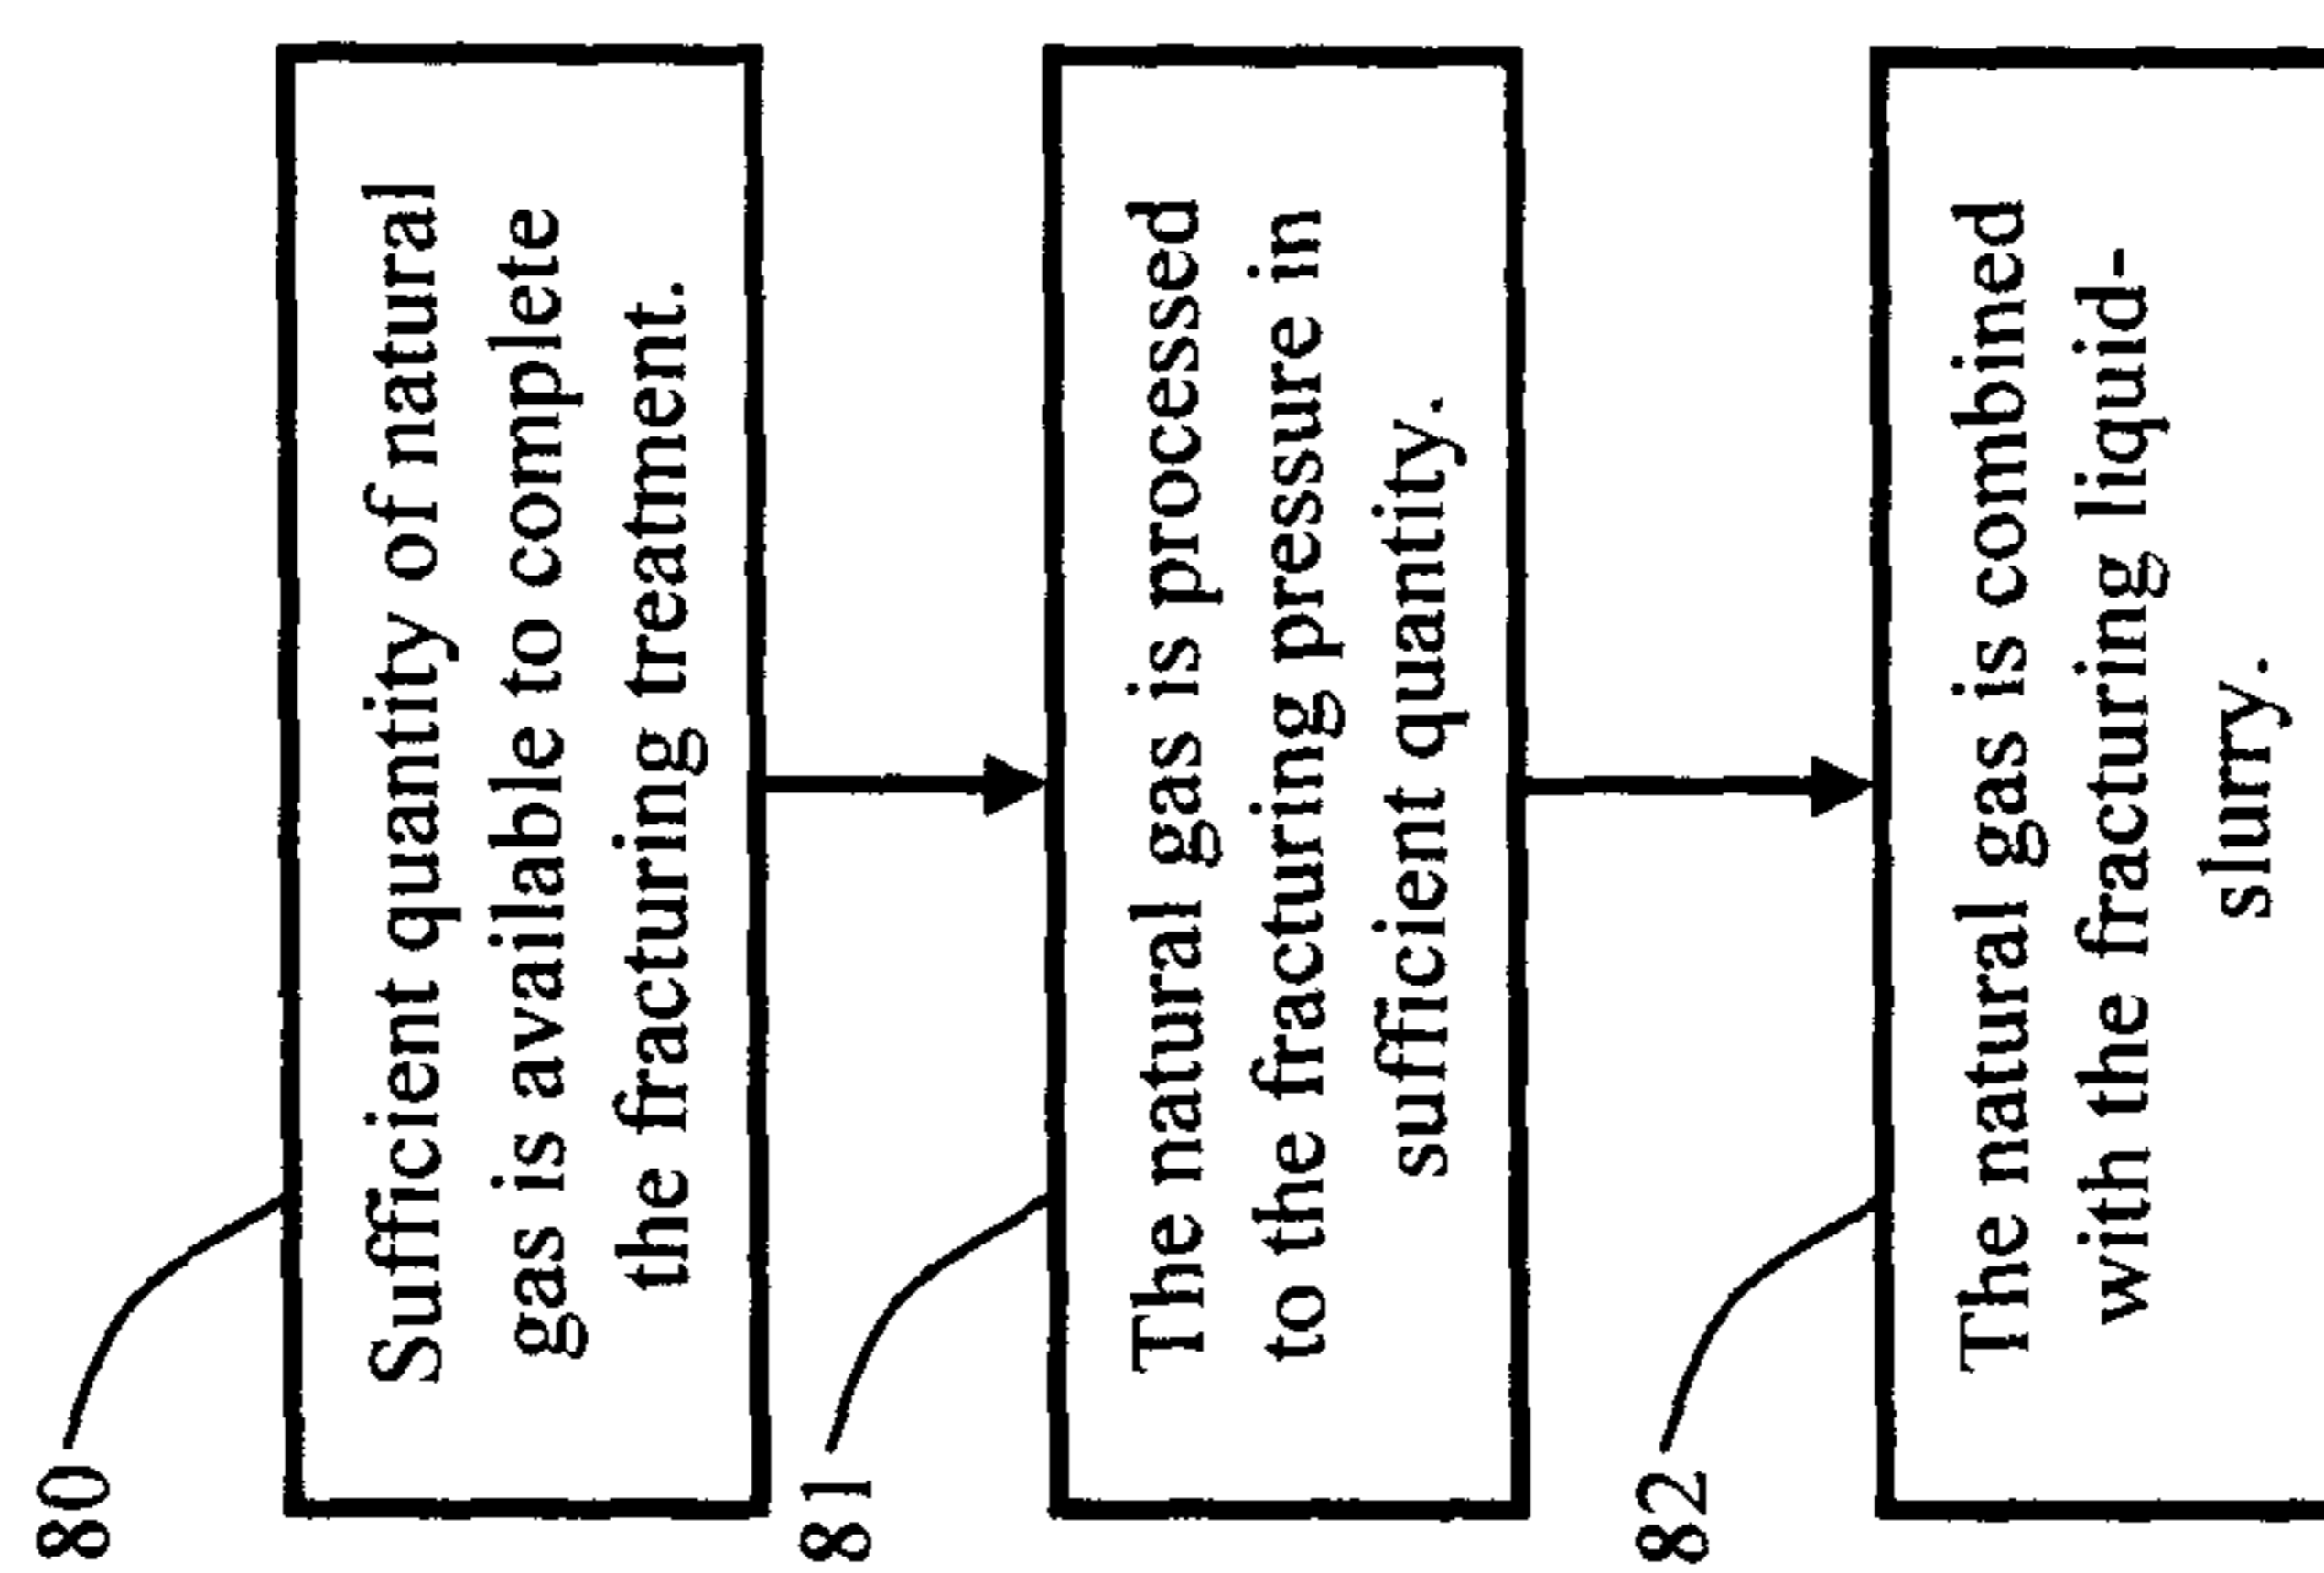 80
Sufficient quantity of natural
gas is available to complete
the fracturing treatment.
81
The natural gas is processed
to the fracturing pressure in
sufficient quantity.
82
The natural gas is combined
with the fracturing liquid-
slurry.